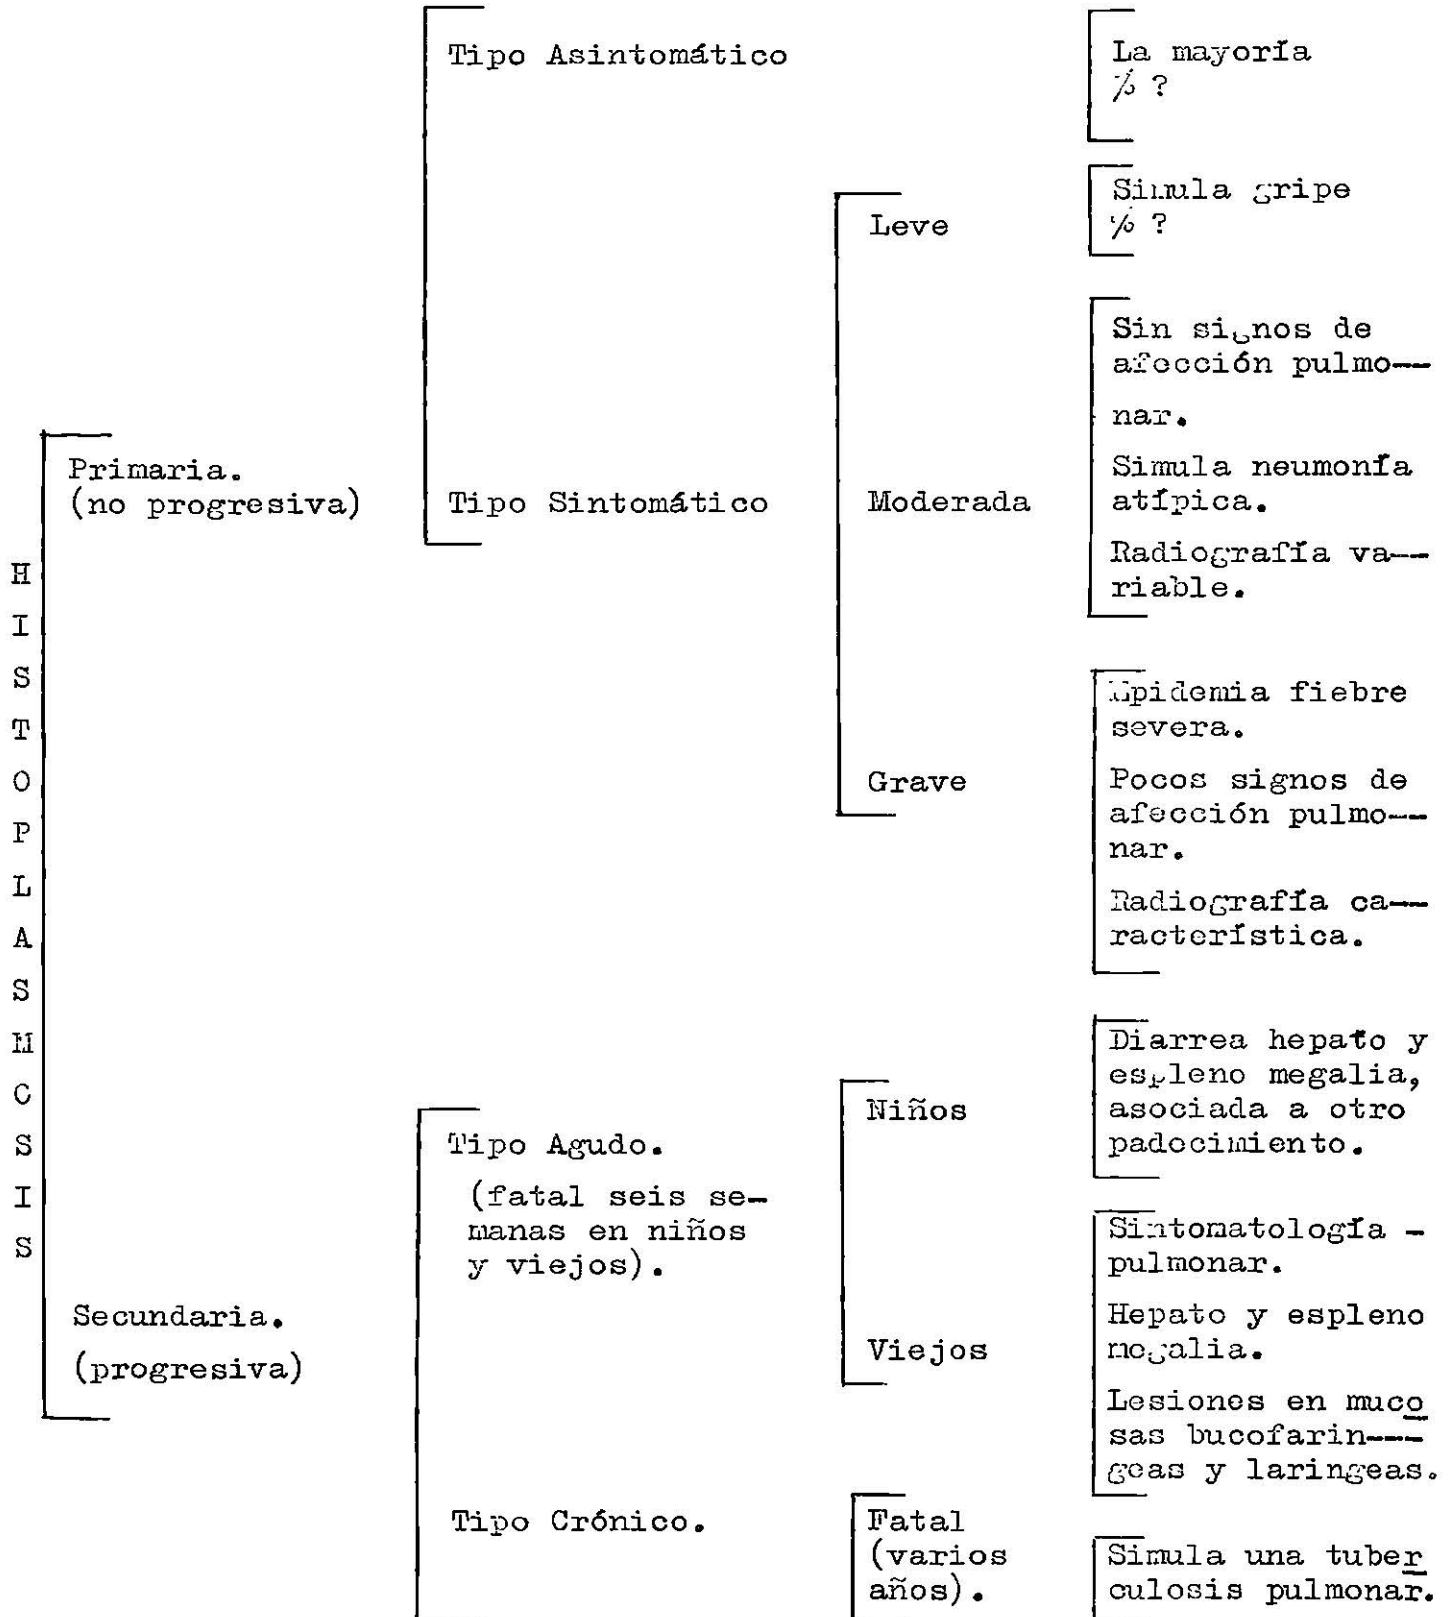 HISTOPLASMCSIS
Primaria.
(no progresiva)
Tipo Asintomático
La mayoría
% ?
Tipo Sintomático
Leve
Simula gripe
% ?
Moderada
Sin signos de
afección pulmo--
nar.
Simula neumonía
atípica.
Radiografía va--
riable.
Grave
Epidemia fiebre
severa.
Pocos signos de
afección pulmo--
nar.
Radiografía ca--
racterística.
Secundaria.
(progresiva)
Tipo Agudo.
(fatal seis se-
manas en niños
y viejos).
Niños
Diarrea hepato y
espleno megalia,
asociada a otro
padecimiento.
Viejos
Sintomatología -
pulmonar.
Hepato y espleno
megalia.
Lesiones en muco
sas bucofarin---
geas y laringeas.
Tipo Crónico.
Fatal
(varios
años).
Simula una tuber
culosis pulmonar.